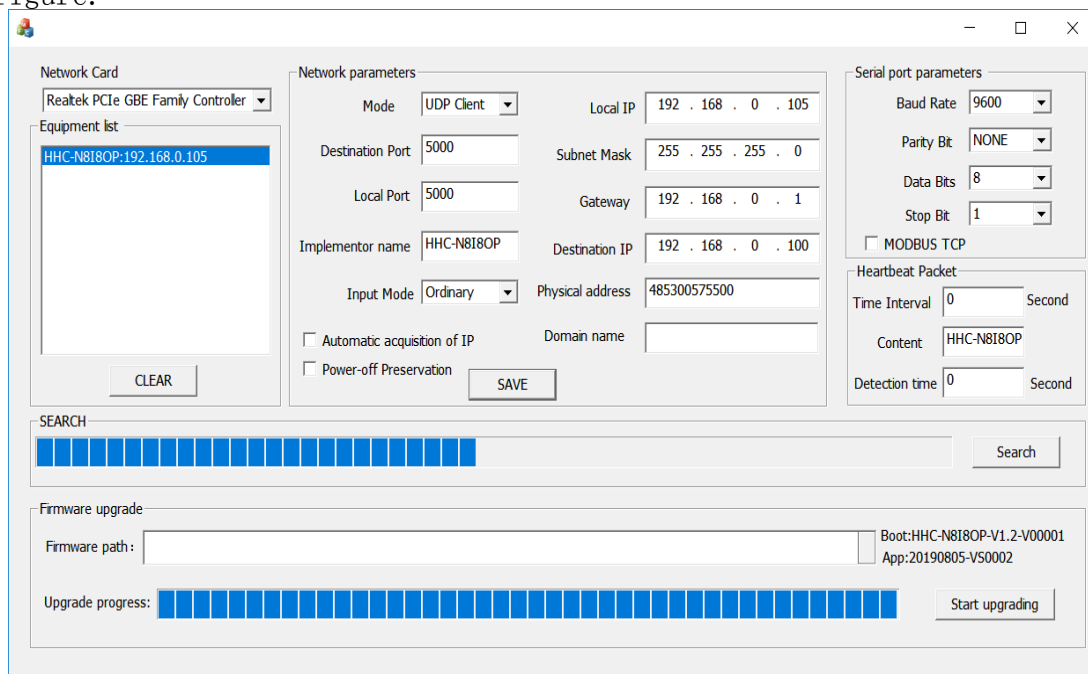 figure.
Network Card
Realtek PCIe GBE Family Controller
Equipment list
HHC-N8I8OP:192.168.0.105
CLEAR
Network parameters
Mode UDP Client
Destination Port 5000
Local Port 5000
Implementor name HHC-N8I8OP
Input Mode Ordinary
Automatic acquisition of IP
Power-off Preservation
SAVE
Local IP 192 . 168 . 0 . 105
Subnet Mask 255 . 255 . 255 . 0
Gateway 192 . 168 . 0 . 1
Destination IP 192 . 168 . 0 . 100
Physical address 485300575500
Domain name
Serial port parameters
Baud Rate 9600
Parity Bit NONE
Data Bits 8
Stop Bit 1
MODBUS TCP
Heartbeat Packet
Time Interval 0 Second
Content HHC-N8I8OP
Detection time 0 Second
SEARCH
Search
Firmware upgrade
Firmware path:
Boot:HHC-N8I8OP-V1.2-V00001
App:20190805-VS0002
Upgrade progress:
Start upgrading